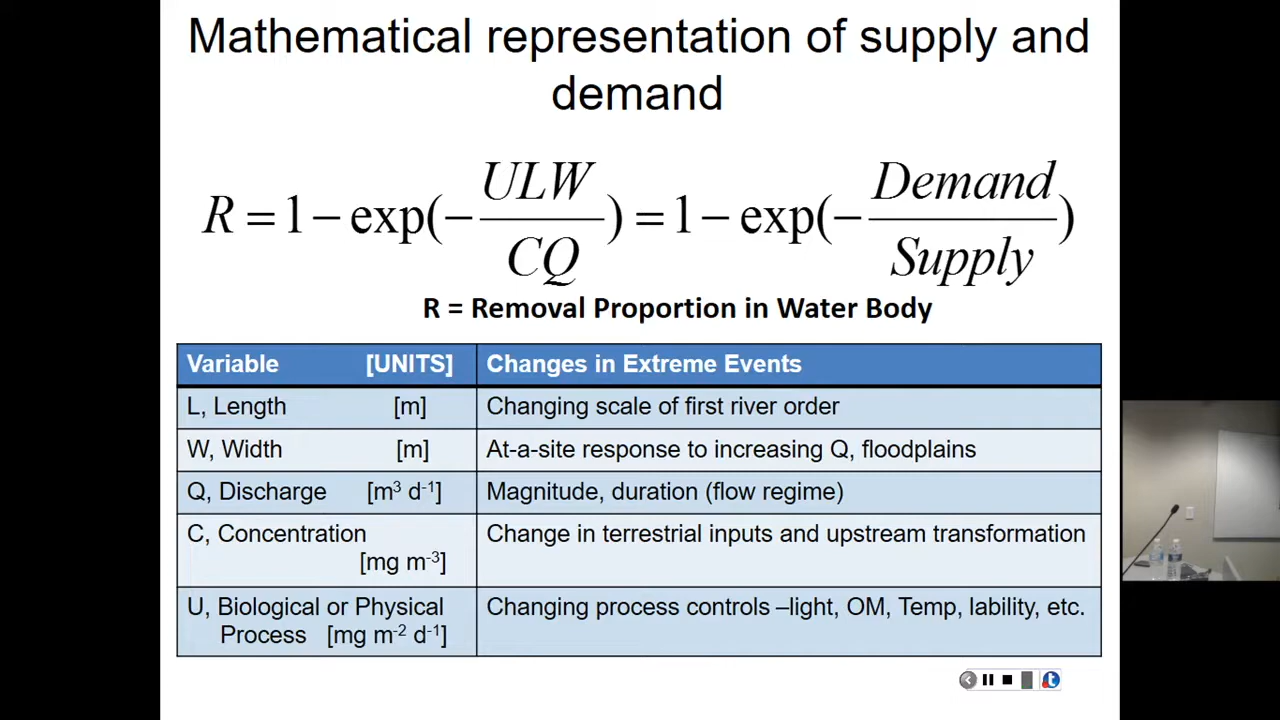 Mathematical representation of supply and
demand
R = 1 − exp(− ULW / CQ ) = 1 − exp(− Demand / Supply )
R = Removal Proportion in Water Body
Variable [UNITS] Changes in Extreme Events
L, Length [m] Changing scale of first river order
W, Width [m] At-a-site response to increasing Q, floodplains
Q, Discharge [m³ d⁻¹] Magnitude, duration (flow regime)
C, Concentration Change in terrestrial inputs and upstream transformation
[mg m⁻³]
U, Biological or Physical Changing process controls –light, OM, Temp, lability, etc.
Process [mg m⁻² d⁻¹]